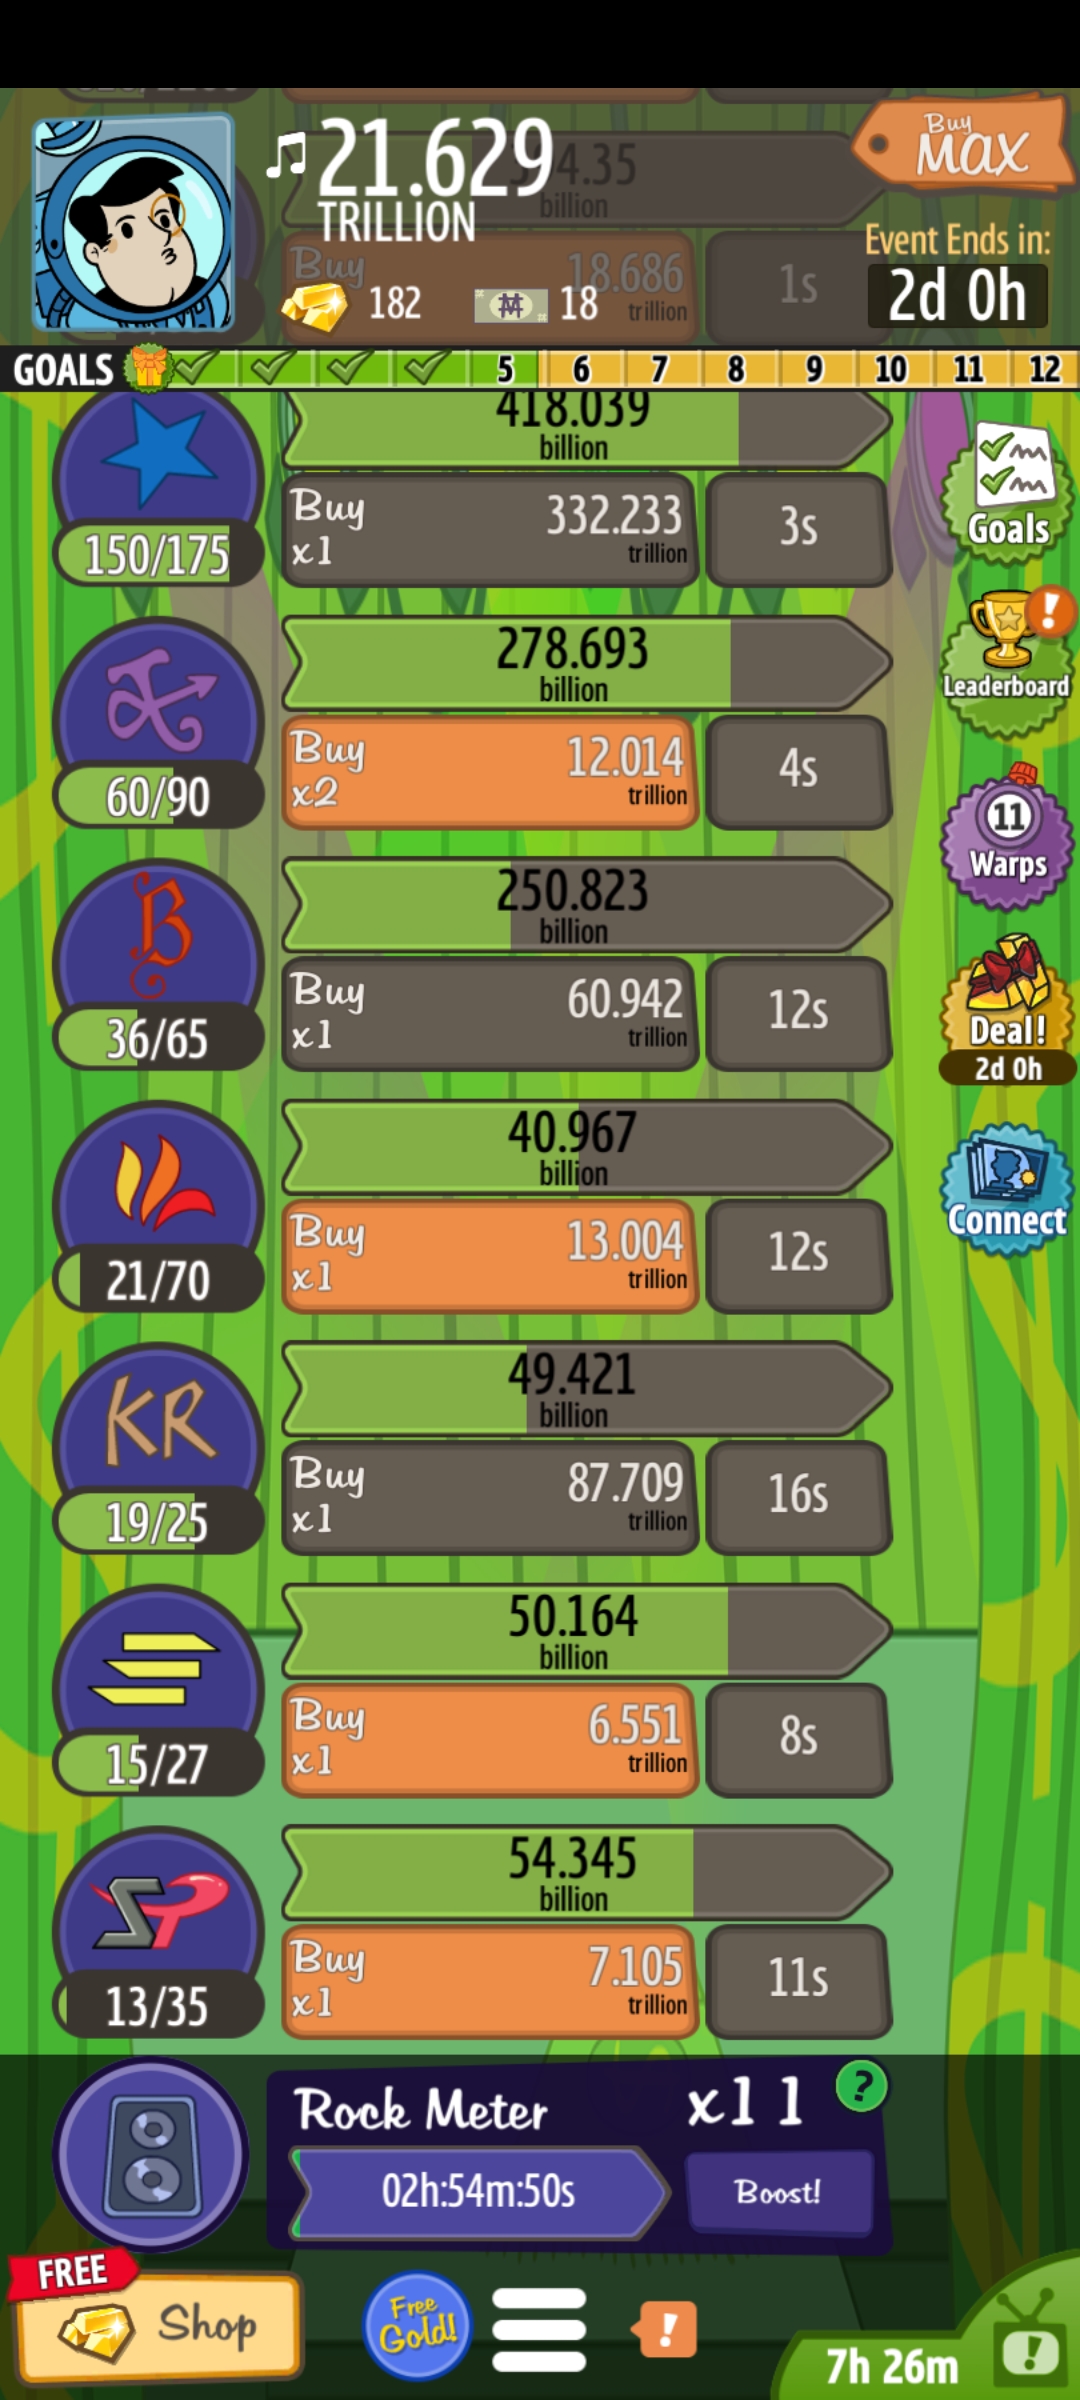 21.629
TRILLION
Buy
MAX
billion
Event Ends in:
2d 0h
Buy
18.686
trillion
1s
182
18
GOALS
5
6
7
8
9
10
11
12
418.039
billion
150/175
Buy
x1
332.233
trillion
3s
Goals
278.693
billion
60/90
Buy
x2
12.014
trillion
4s
Leaderboard
250.823
billion
B
36/65
Buy
x1
60.942
trillion
12s
11
Warps
40.967
billion
21/70
Buy
x1
13.004
trillion
12s
Deal!
2d 0h
Connect
49.421
billion
KR
19/25
Buy
x1
87.709
trillion
16s
50.164
billion
15/27
Buy
x1
6.551
trillion
8s
54.345
billion
SP
13/35
Buy
x1
7.105
trillion
11s
Rock Meter
x11
?
02h:54m:50s
Boost!
FREE
Shop
Free
Gold!
!
7h 26m
!